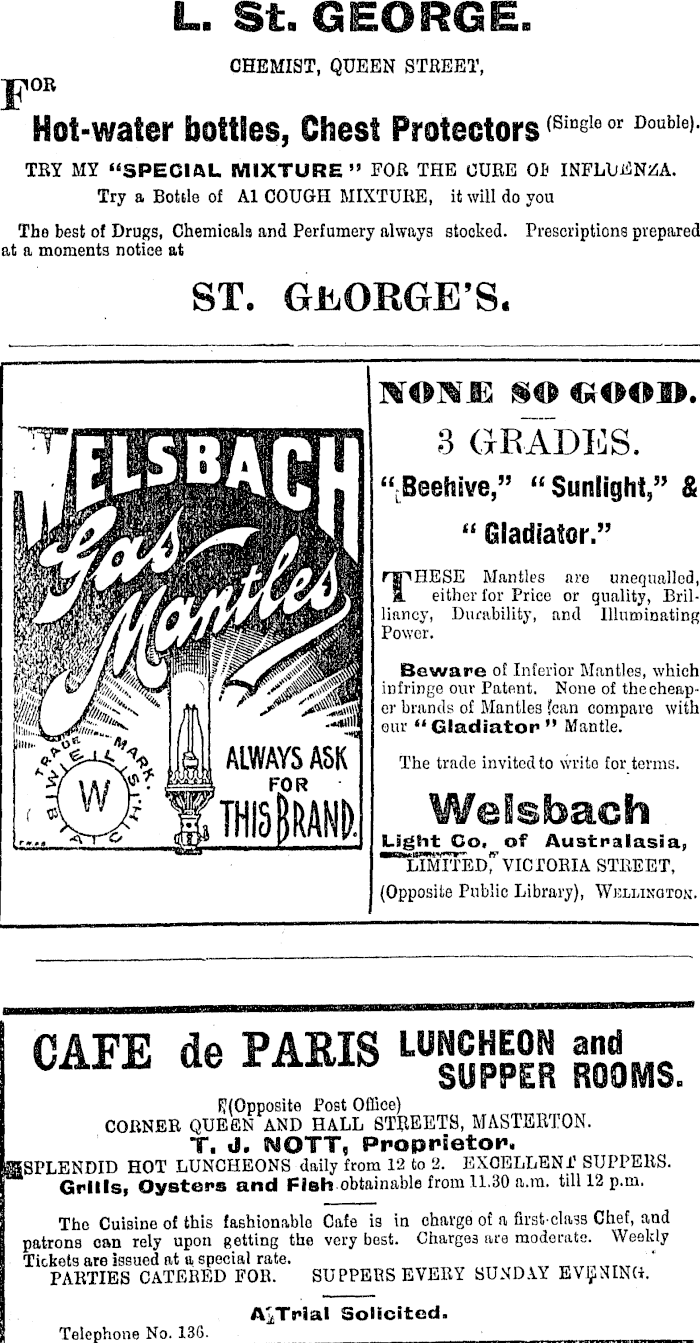 L. St. GEORGE.
CHEMIST, QUEEN STREET,
FOR
Hot-water bottles, Chest Protectors (Single or Double).
TRY MY "SPECIAL MIXTURE" FOR THE CURE OF INFLUENZA.
Try a Bottle of A1 COUGH MIXTURE, it will do you
The best of Drugs, Chemicals and Perfumery always stocked. Prescriptions prepared
at a moments notice at
ST. GEORGE'S.
WELSBACH
Gas
Mantles
TRADE MARK.
WELSBACH
W
ALWAYS ASK
FOR
THIS BRAND.
NONE SO GOOD.
3 GRADES.
"Beehive," "Sunlight," &
"Gladiator."
THESE Mantles are unequalled,
either for Price or quality, Bril-
liancy, Durability, and Illuminating
Power.
Beware of Inferior Mantles, which
infringe our Patent. None of the cheap-
er brands of Mantles can compare with
our "Gladiator" Mantle.
The trade invited to write for terms.
Welsbach
Light Co. of Australasia,
LIMITED, VICTORIA STREET,
(Opposite Public Library), WELLINGTON.
CAFE de PARIS LUNCHEON and
SUPPER ROOMS.
(Opposite Post Office)
CORNER QUEEN AND HALL STREETS, MASTERTON.
T. J. NOTT, Proprietor.
SPLENDID HOT LUNCHEONS daily from 12 to 2. EXCELLENT SUPPERS.
Grills, Oysters and Fish obtainable from 11.30 a.m. till 12 p.m.
The Cuisine of this fashionable Cafe is in charge of a first-class Chef, and
patrons can rely upon getting the very best. Charges are moderate. Weekly
Tickets are issued at a special rate.
PARTIES CATERED FOR. SUPPERS EVERY SUNDAY EVENING.
A Trial Solicited.
Telephone No. 136.